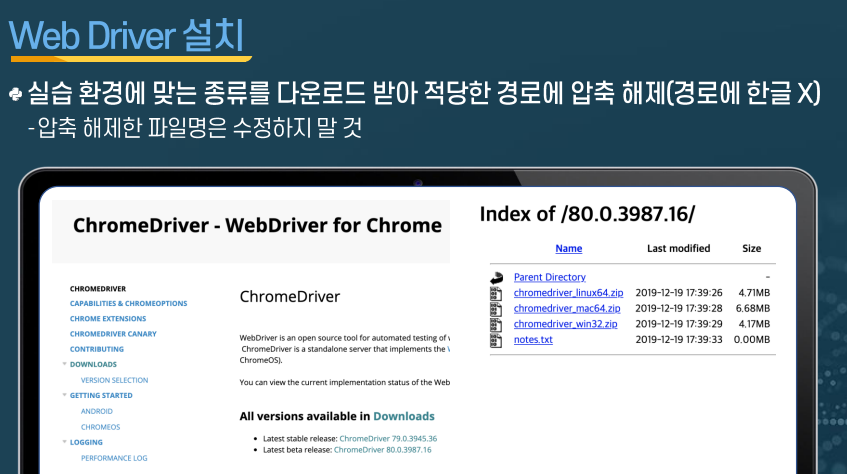 Web Driver 설치
실습 환경에 맞는 종류를 다운로드 받아 적당한 경로에 압축 해제(경로에 한글 X)
-압축 해제한 파일명은 수정하지 말 것
ChromeDriver - WebDriver for Chrome
CHROMEDRIVER
CAPABILITIES & CHROMEOPTIONS
CHROME EXTENSIONS
CHROMEDRIVER CANARY
CONTRIBUTING
DOWNLOADS
VERSION SELECTION
GETTING STARTED
ANDROID
CHROMEOS
LOGGING
PERFORMANCE LOG
ChromeDriver
WebDriver is an open source tool for automated testing of
ChromeDriver is a standalone server that implements the
ChromeOS).
You can view the current implementation status of the Web
All versions available in Downloads
Latest stable release: ChromeDriver 79.0.3945.36
Latest beta release: ChromeDriver 80.0.3987.16
Index of /80.0.3987.16/
Name Last modified Size
Parent Directory -
chromedriver_linux64.zip 2019-12-19 17:39:26 4.71MB
chromedriver_mac64.zip 2019-12-19 17:39:28 6.68MB
chromedriver_win32.zip 2019-12-19 17:39:29 4.17MB
notes.txt 2019-12-19 17:39:33 0.00MB